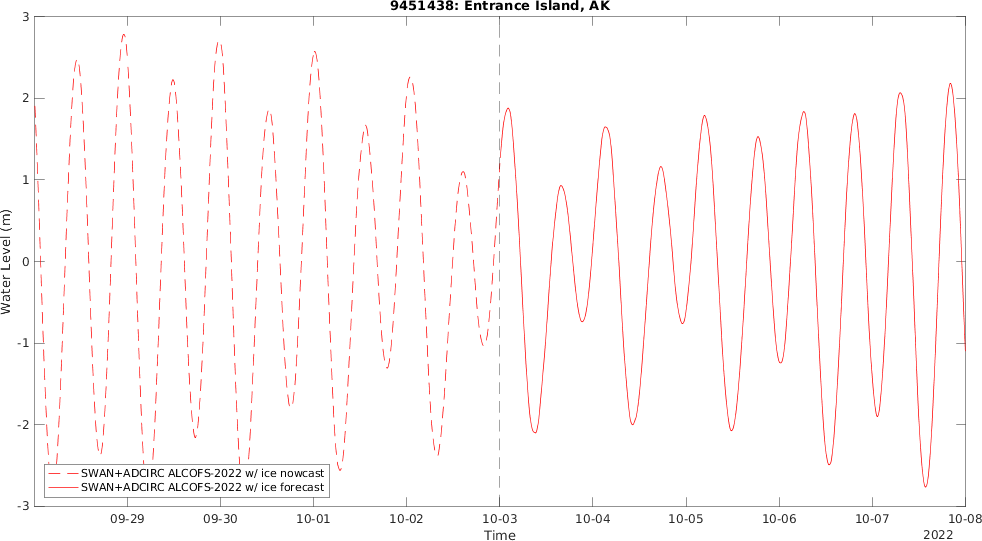 9451438: Entrance Island, AK
3
2
1
0
-1
-2
-3
Water Level (m)
SWAN+ADCIRC ALCOFS-2022 w/ ice nowcast
SWAN+ADCIRC ALCOFS-2022 w/ ice forecast
09-29 09-30 10-01 10-02 10-03 10-04 10-05 10-06 10-07 10-08
Time
2022